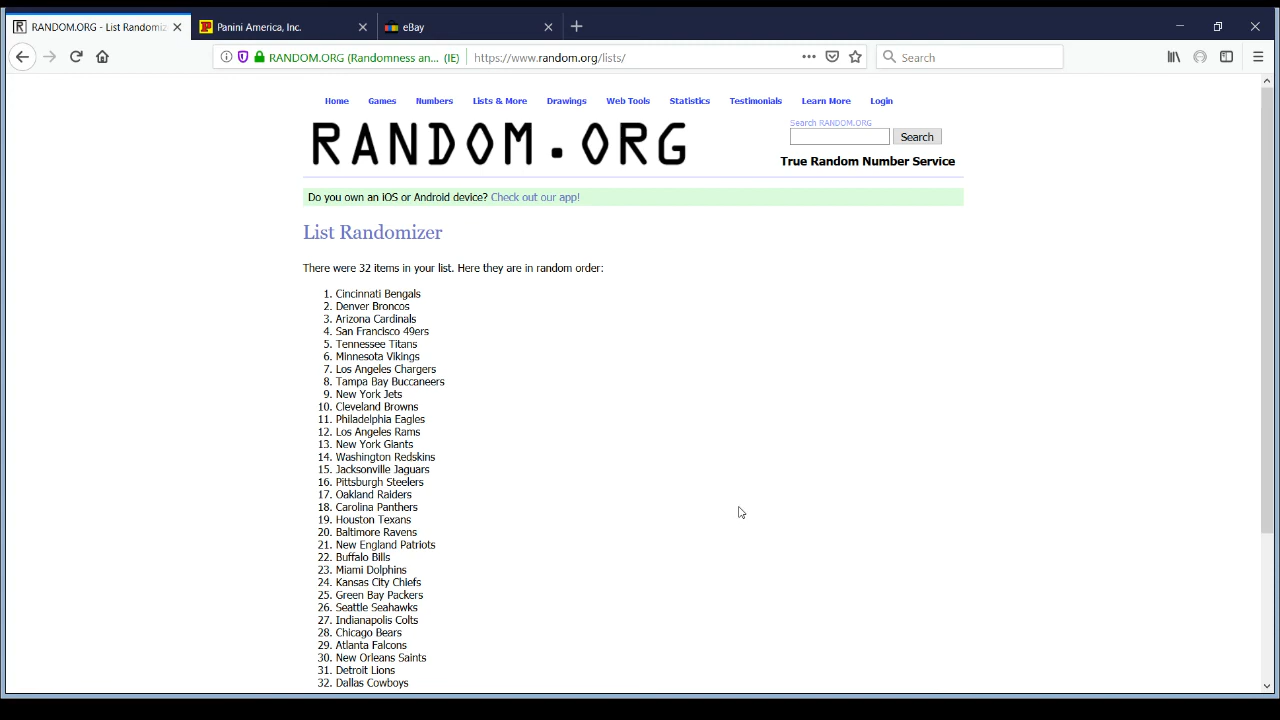 RANDOM.ORG - List Randomiz
Panini America, Inc.
eBay
RANDOM.ORG (Randomness an... (IE)
https://www.random.org/lists/
Search
Home Games Numbers Lists & More Drawings Web Tools Statistics Testimonials Learn More Login
Search RANDOM.ORG
RANDOM.ORG
Search
True Random Number Service
Do you own an iOS or Android device? Check out our app!
List Randomizer
There were 32 items in your list. Here they are in random order:
1. Cincinnati Bengals
2. Denver Broncos
3. Arizona Cardinals
4. San Francisco 49ers
5. Tennessee Titans
6. Minnesota Vikings
7. Los Angeles Chargers
8. Tampa Bay Buccaneers
9. New York Jets
10. Cleveland Browns
11. Philadelphia Eagles
12. Los Angeles Rams
13. New York Giants
14. Washington Redskins
15. Jacksonville Jaguars
16. Pittsburgh Steelers
17. Oakland Raiders
18. Carolina Panthers
19. Houston Texans
20. Baltimore Ravens
21. New England Patriots
22. Buffalo Bills
23. Miami Dolphins
24. Kansas City Chiefs
25. Green Bay Packers
26. Seattle Seahawks
27. Indianapolis Colts
28. Chicago Bears
29. Atlanta Falcons
30. New Orleans Saints
31. Detroit Lions
32. Dallas Cowboys